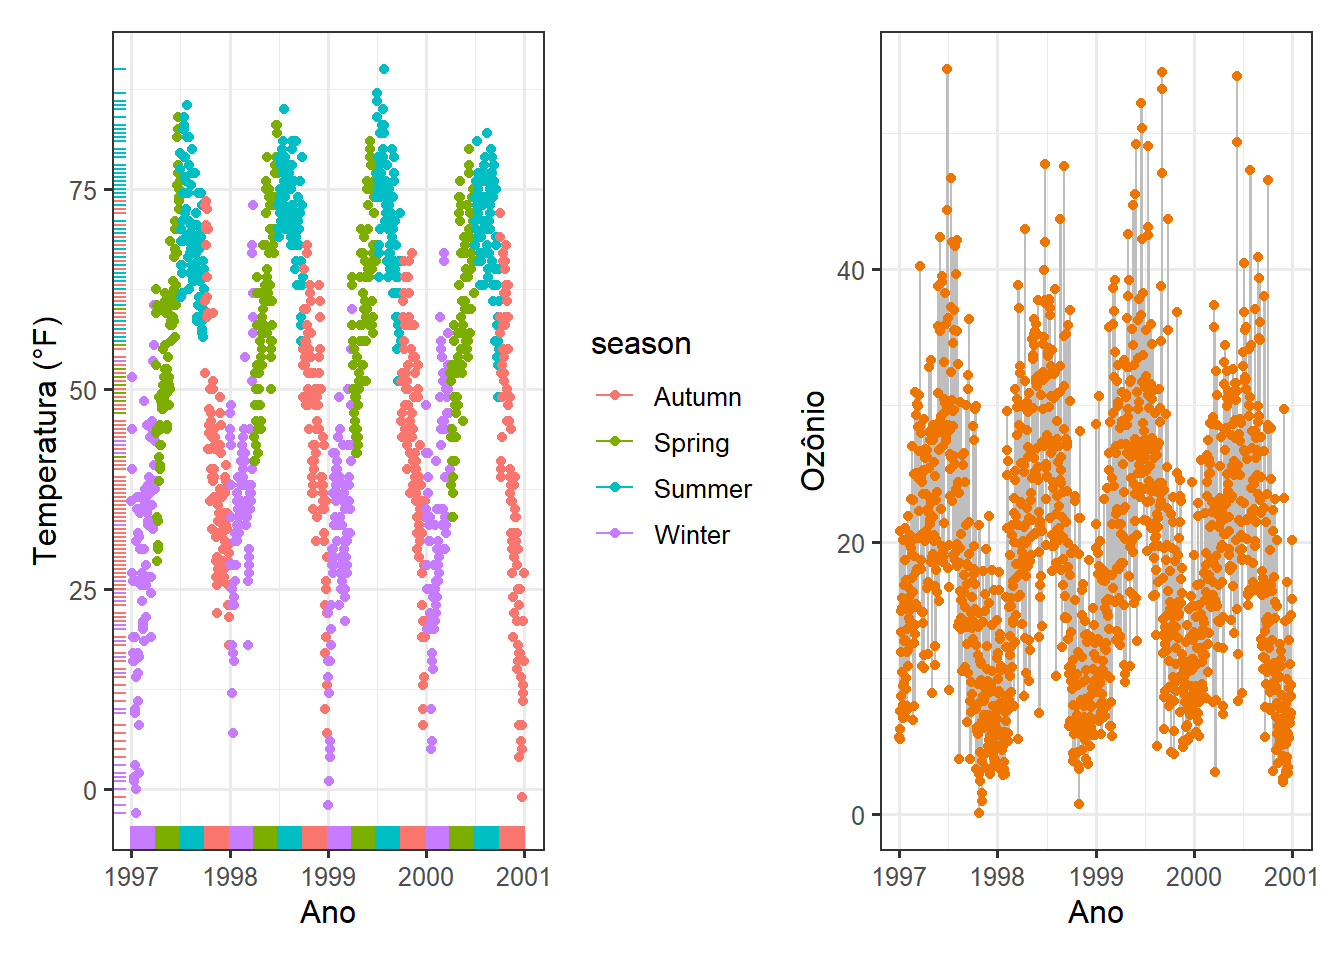 Temperatura (°F)
75
50
25
0
1997 1998 1999 2000 2001
Ano
season
Autumn
Spring
Summer
Winter
Ozônio
40
20
0
1997 1998 1999 2000 2001
Ano